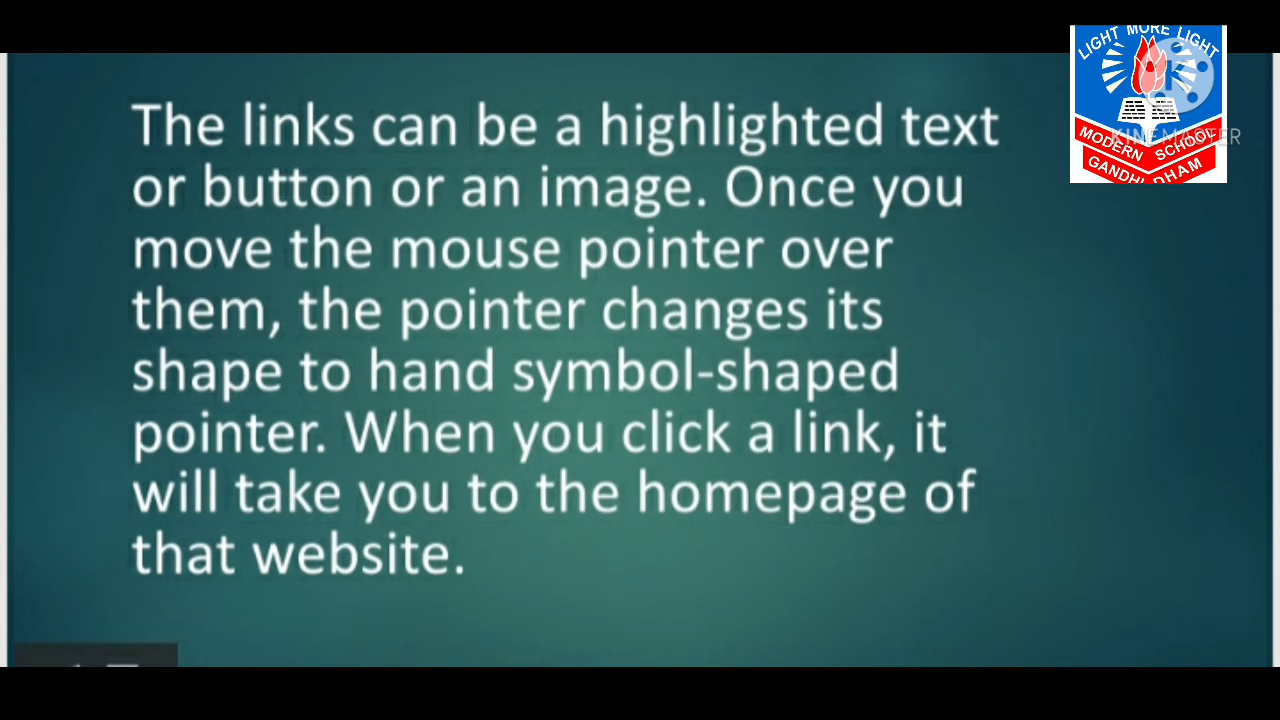 LIGHT MORE LIGHT
KINEMASTER
MODERN SCHOOL
GANDHIDHAM
The links can be a highlighted text
or button or an image. Once you
move the mouse pointer over
them, the pointer changes its
shape to hand symbol-shaped
pointer. When you click a link, it
will take you to the homepage of
that website.